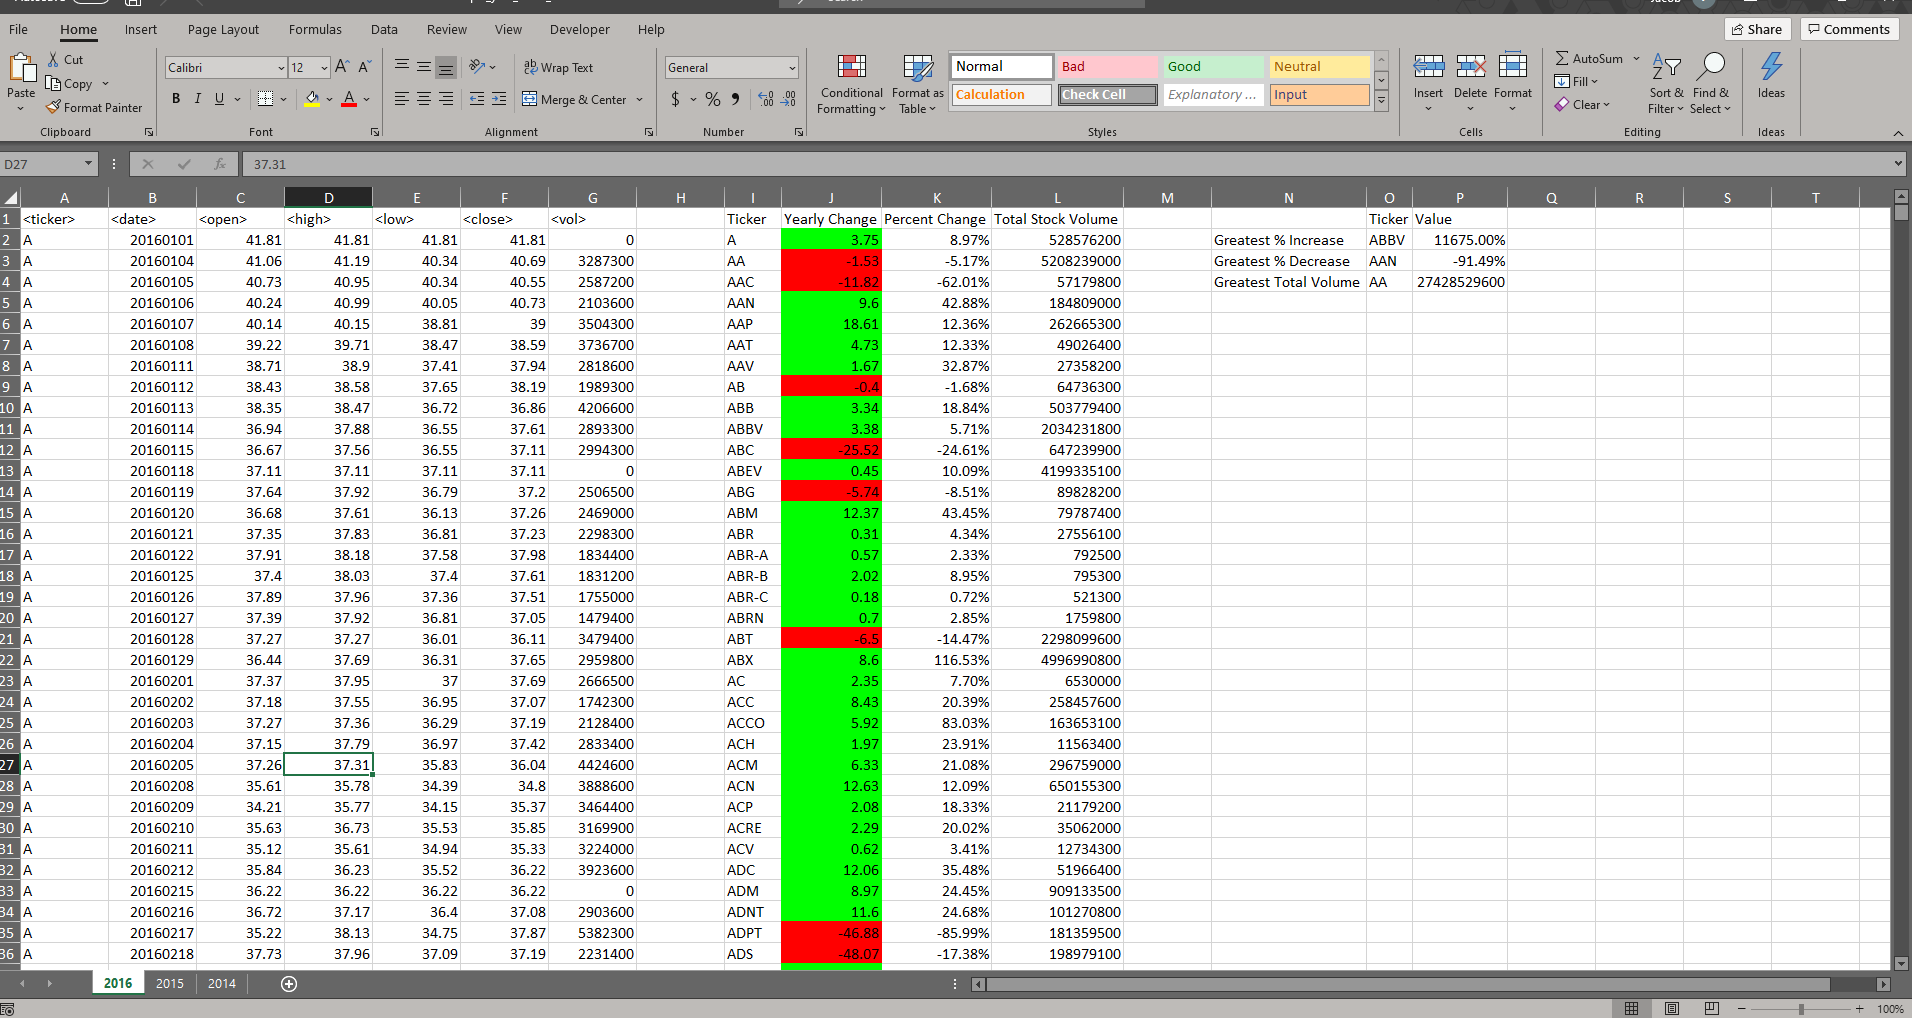 File Home Insert Page Layout Formulas Data Review View Developer Help Share Comments
Paste Cut Copy Format Painter Clipboard
Calibri 12 A A B I U A Font
Wrap Text Merge & Center Alignment
General $ % Number
Conditional Formatting Format as Table
Normal Bad Good Neutral
Calculation Check Cell Explanatory ... Input
Styles
Insert Delete Format Cells
AutoSum Fill Clear Sort & Filter Find & Select Editing
Ideas Ideas
D27 fx 37.31
A B C D E F G H I J K L M N O P Q R S T
1 <ticker> <date> <open> <high> <low> <close> <vol> Ticker Yearly Change Percent Change Total Stock Volume Ticker Value
2 A 20160101 41.81 41.81 41.81 41.81 0 A 3.75 8.97% 528576200 Greatest % Increase ABBV 11675.00%
3 A 20160104 41.06 41.19 40.34 40.69 3287300 AA -1.53 -5.17% 5208239000 Greatest % Decrease AAN -91.49%
4 A 20160105 40.73 40.95 40.34 40.55 2587200 AAC -11.82 -62.01% 57179800 Greatest Total Volume AA 27428529600
5 A 20160106 40.24 40.99 40.05 40.73 2103600 AAN 9.6 42.88% 184809000
6 A 20160107 40.14 40.15 38.81 39 3504300 AAP 18.61 12.36% 262665300
7 A 20160108 39.22 39.71 38.47 38.59 3736700 AAT 4.73 12.33% 49026400
8 A 20160111 38.71 38.9 37.41 37.94 2818600 AAV 1.67 32.87% 27358200
9 A 20160112 38.43 38.58 37.65 38.19 1989300 AB -0.4 -1.68% 64736300
10 A 20160113 38.35 38.47 36.72 36.86 4206600 ABB 3.34 18.84% 503779400
11 A 20160114 36.94 37.88 36.55 37.61 2893300 ABBV 3.38 5.71% 2034231800
12 A 20160115 36.67 37.56 36.55 37.11 2994300 ABC -25.52 -24.61% 647239900
13 A 20160118 37.11 37.11 37.11 37.11 0 ABEV 0.45 10.09% 4199335100
14 A 20160119 37.64 37.92 36.79 37.2 2506500 ABG -5.74 -8.51% 89828200
15 A 20160120 36.68 37.61 36.13 37.26 2469000 ABM 12.37 43.45% 79787400
16 A 20160121 37.35 37.83 36.81 37.23 2298300 ABR 0.31 4.34% 27556100
17 A 20160122 37.91 38.18 37.58 37.98 1834400 ABR-A 0.57 2.33% 792500
18 A 20160125 37.4 38.03 37.4 37.61 1831200 ABR-B 2.02 8.95% 795300
19 A 20160126 37.89 37.96 37.36 37.51 1755000 ABR-C 0.18 0.72% 521300
20 A 20160127 37.39 37.92 36.81 37.05 1479400 ABRN 0.7 2.85% 1759800
21 A 20160128 37.27 37.27 36.01 36.11 3479400 ABT -6.5 -14.47% 2298099600
22 A 20160129 36.44 37.69 36.31 37.65 2959800 ABX 8.6 116.53% 4996990800
23 A 20160201 37.37 37.95 37 37.69 2666500 AC 2.35 7.70% 6530000
24 A 20160202 37.18 37.55 36.95 37.07 1742300 ACC 8.43 20.39% 258457600
25 A 20160203 37.27 37.36 36.29 37.19 2128400 ACCO 5.92 83.03% 163653100
26 A 20160204 37.15 37.79 36.97 37.42 2833400 ACH 1.97 23.91% 11563400
27 A 20160205 37.26 37.31 35.83 36.04 4424600 ACM 6.33 21.08% 296759000
28 A 20160208 35.61 35.78 34.39 34.8 3888600 ACN 12.63 12.09% 650155300
29 A 20160209 34.21 35.77 34.15 35.37 3464400 ACP 2.08 18.33% 21179200
30 A 20160210 35.63 36.73 35.53 35.85 3169900 ACRE 2.29 20.02% 35062000
31 A 20160211 35.12 35.61 34.94 35.33 3224000 ACV 0.62 3.41% 12734300
32 A 20160212 35.84 36.23 35.52 36.22 3923600 ADC 12.06 35.48% 51966400
33 A 20160215 36.22 36.22 36.22 36.22 0 ADM 8.97 24.45% 909133500
34 A 20160216 36.72 37.17 36.4 37.08 2903600 ADNT 11.6 24.68% 101270800
35 A 20160217 35.22 38.13 34.75 37.87 5382300 ADPT -46.88 -85.99% 181359500
36 A 20160218 37.73 37.96 37.09 37.19 2231400 ADS -48.07 -17.38% 198979100
2016 2015 2014
100%